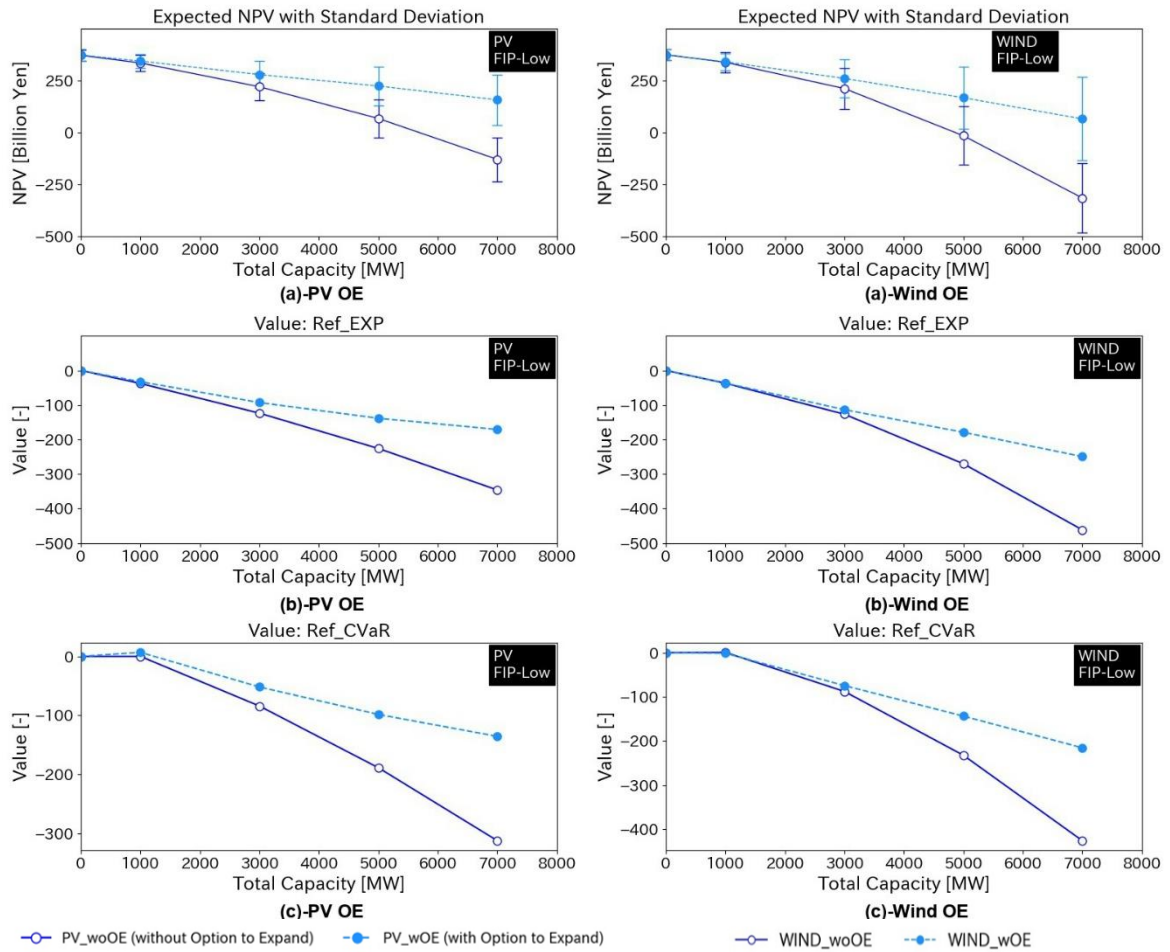 Expected NPV with Standard Deviation
PV
FIP-Low
NPV [Billion Yen]
250
0
−250
−500
0 1000 2000 3000 4000 5000 6000 7000 8000
Total Capacity [MW]
(a)-PV OE
Expected NPV with Standard Deviation
WIND
FIP-Low
NPV [Billion Yen]
250
0
−250
−500
0 1000 2000 3000 4000 5000 6000 7000 8000
Total Capacity [MW]
(a)-Wind OE
Value: Ref_EXP
PV
FIP-Low
Value [-]
0
−100
−200
−300
−400
−500
0 1000 2000 3000 4000 5000 6000 7000 8000
Total Capacity [MW]
(b)-PV OE
Value: Ref_EXP
WIND
FIP-Low
Value [-]
0
−100
−200
−300
−400
−500
0 1000 2000 3000 4000 5000 6000 7000 8000
Total Capacity [MW]
(b)-Wind OE
Value: Ref_CVaR
PV
FIP-Low
Value [-]
0
−100
−200
−300
0 1000 2000 3000 4000 5000 6000 7000 8000
Total Capacity [MW]
(c)-PV OE
Value: Ref_CVaR
WIND
FIP-Low
Value [-]
0
−100
−200
−300
−400
0 1000 2000 3000 4000 5000 6000 7000 8000
Total Capacity [MW]
(c)-Wind OE
PV_woOE (without Option to Expand) PV_wOE (with Option to Expand)
WIND_woOE WIND_wOE